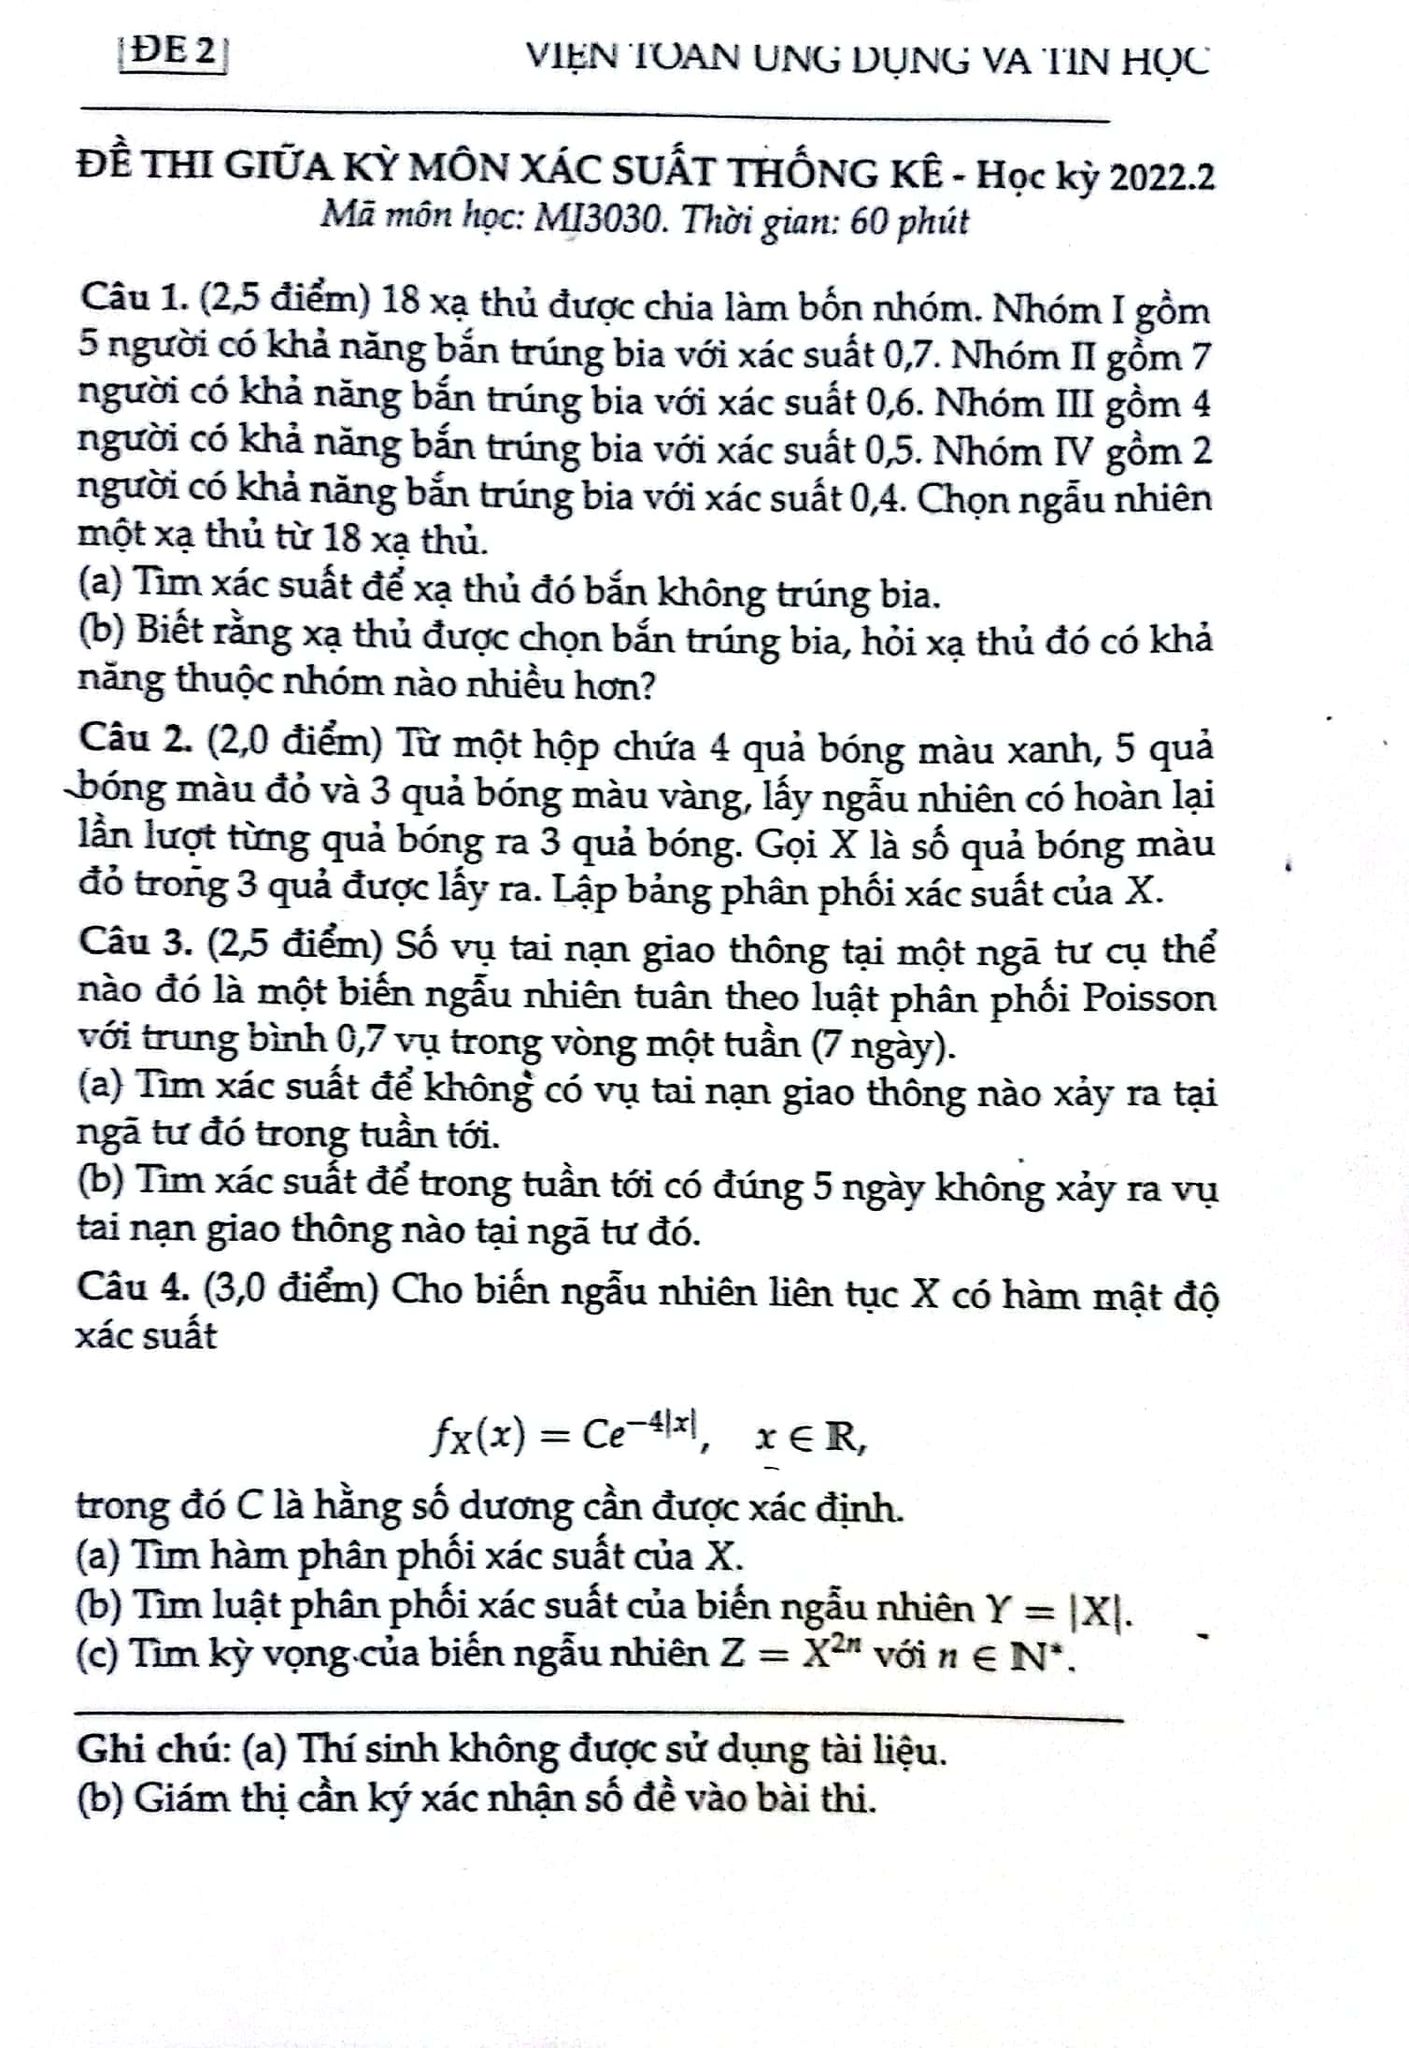 ĐỀ 2
VIỆN TOÁN ỨNG DỤNG VÀ TIN HỌC
ĐỀ THI GIỮA KỲ MÔN XÁC SUẤT THỐNG KÊ - Học kỳ 2022.2
Mã môn học: MI3030. Thời gian: 60 phút
Câu 1. (2,5 điểm) 18 xạ thủ được chia làm bốn nhóm. Nhóm I gồm
5 người có khả năng bắn trúng bia với xác suất 0,7. Nhóm II gồm 7
người có khả năng bắn trúng bia với xác suất 0,6. Nhóm III gồm 4
người có khả năng bắn trúng bia với xác suất 0,5. Nhóm IV gồm 2
người có khả năng bắn trúng bia với xác suất 0,4. Chọn ngẫu nhiên
một xạ thủ từ 18 xạ thủ.
(a) Tìm xác suất để xạ thủ đó bắn không trúng bia.
(b) Biết rằng xạ thủ được chọn bắn trúng bia, hỏi xạ thủ đó có khả
năng thuộc nhóm nào nhiều hơn?
Câu 2. (2,0 điểm) Từ một hộp chứa 4 quả bóng màu xanh, 5 quả
bóng màu đỏ và 3 quả bóng màu vàng, lấy ngẫu nhiên có hoàn lại
lần lượt từng quả bóng ra 3 quả bóng. Gọi X là số quả bóng màu
đỏ trong 3 quả được lấy ra. Lập bảng phân phối xác suất của X.
Câu 3. (2,5 điểm) Số vụ tai nạn giao thông tại một ngã tư cụ thể
nào đó là một biến ngẫu nhiên tuân theo luật phân phối Poisson
với trung bình 0,7 vụ trong vòng một tuần (7 ngày).
(a) Tìm xác suất để không có vụ tai nạn giao thông nào xảy ra tại
ngã tư đó trong tuần tới.
(b) Tìm xác suất để trong tuần tới có đúng 5 ngày không xảy ra vụ
tai nạn giao thông nào tại ngã tư đó.
Câu 4. (3,0 điểm) Cho biến ngẫu nhiên liên tục X có hàm mật độ
xác suất
f_X(x) = Ce^{-4|x|}, x ∈ ℝ,
trong đó C là hằng số dương cần được xác định.
(a) Tìm hàm phân phối xác suất của X.
(b) Tìm luật phân phối xác suất của biến ngẫu nhiên Y = |X|.
(c) Tìm kỳ vọng của biến ngẫu nhiên Z = X^{2n} với n ∈ ℕ*.
Ghi chú: (a) Thí sinh không được sử dụng tài liệu.
(b) Giám thị cần ký xác nhận số đề vào bài thi.